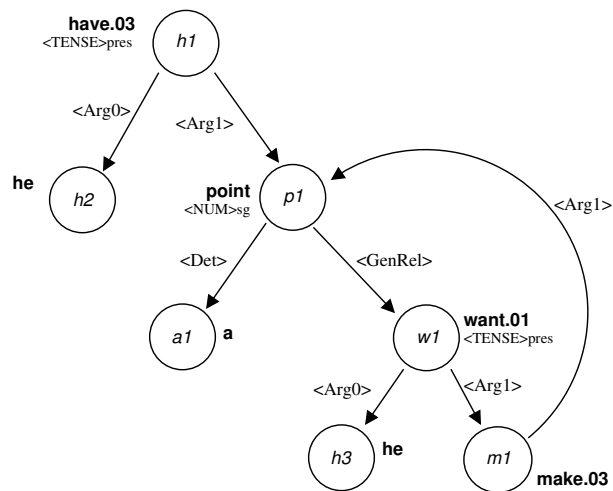 have.03
<TENSE>pres
h1
<Arg0>
<Arg1>
he
h2
point
<NUM>sg
p1
<Arg1>
<Det>
<GenRel>
a1
a
w1
want.01
<TENSE>pres
<Arg0>
<Arg1>
h3
he
m1
make.03